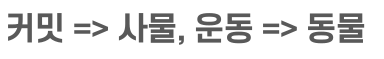 커밋 => 사물, 운동 => 동물